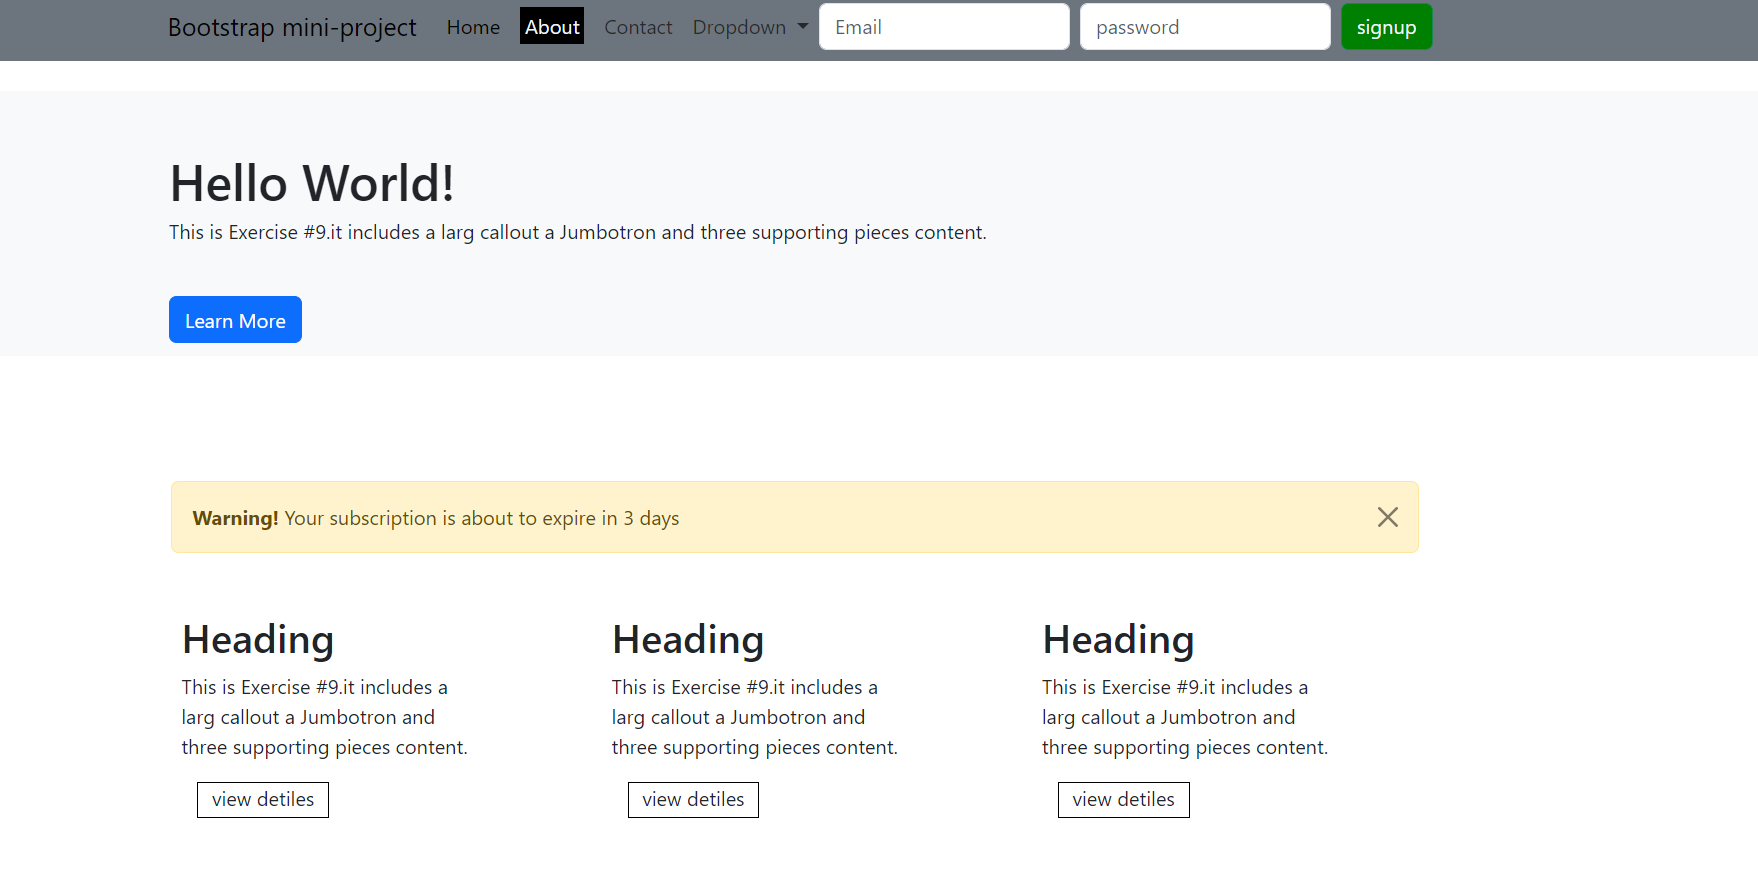 Bootstrap mini-project Home About Contact Dropdown Email password signup
Hello World!
This is Exercise #9.it includes a larg callout a Jumbotron and three supporting pieces content.
Learn More
Warning! Your subscription is about to expire in 3 days
Heading
This is Exercise #9.it includes a
larg callout a Jumbotron and
three supporting pieces content.
view detiles
Heading
This is Exercise #9.it includes a
larg callout a Jumbotron and
three supporting pieces content.
view detiles
Heading
This is Exercise #9.it includes a
larg callout a Jumbotron and
three supporting pieces content.
view detiles